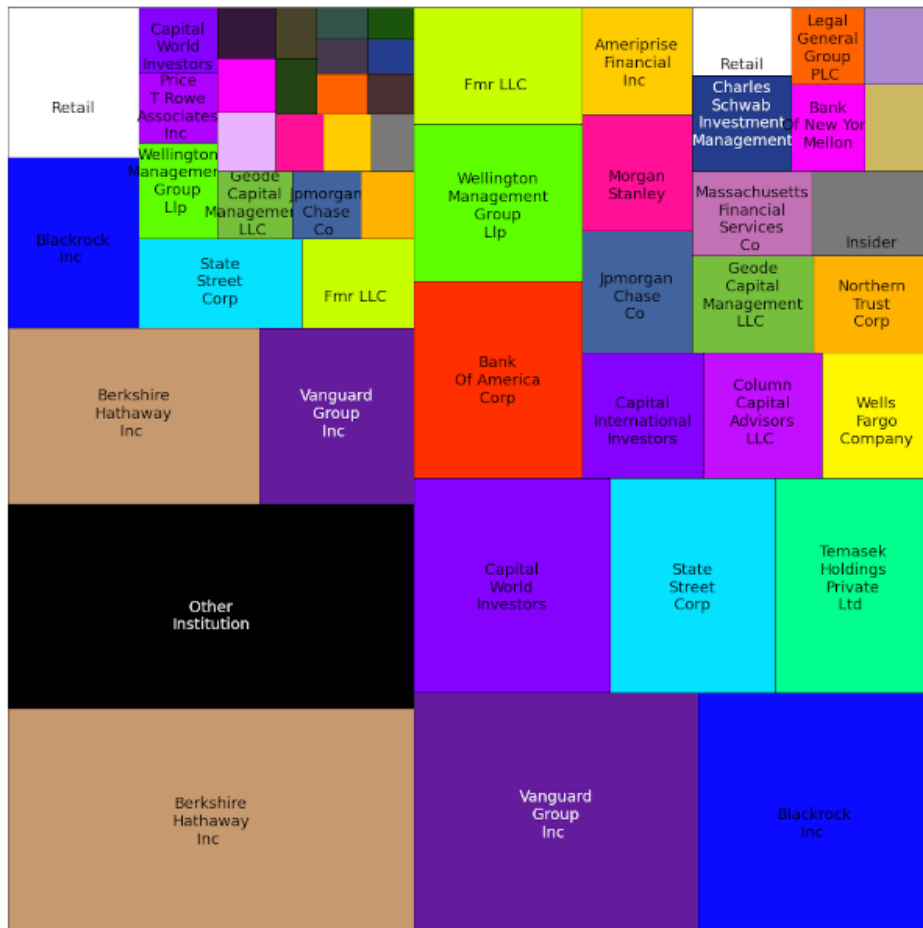 Capital
World
Investors
Retail
Price
T Rowe
Associates
Inc
Wellington
Management
Group
Llp
Geode
Capital
Management
LLC
Jpmorgan
Chase
Co
Blackrock
Inc
State
Street
Corp
Fmr LLC
Berkshire
Hathaway
Inc
Vanguard
Group
Inc
Other
Institution
Berkshire
Hathaway
Inc
Fmr LLC
Ameriprise
Financial
Inc
Retail
Legal
General
Group
PLC
Charles
Schwab
Investment
Management
Bank
Of New York
Mellon
Wellington
Management
Group
Llp
Morgan
Stanley
Massachusetts
Financial
Services
Co
Insider
Jpmorgan
Chase
Co
Geode
Capital
Management
LLC
Northern
Trust
Corp
Bank
Of America
Corp
Capital
International
Investors
Column
Capital
Advisors
LLC
Wells
Fargo
Company
Capital
World
Investors
State
Street
Corp
Temasek
Holdings
Private
Ltd
Vanguard
Group
Inc
Blackrock
Inc